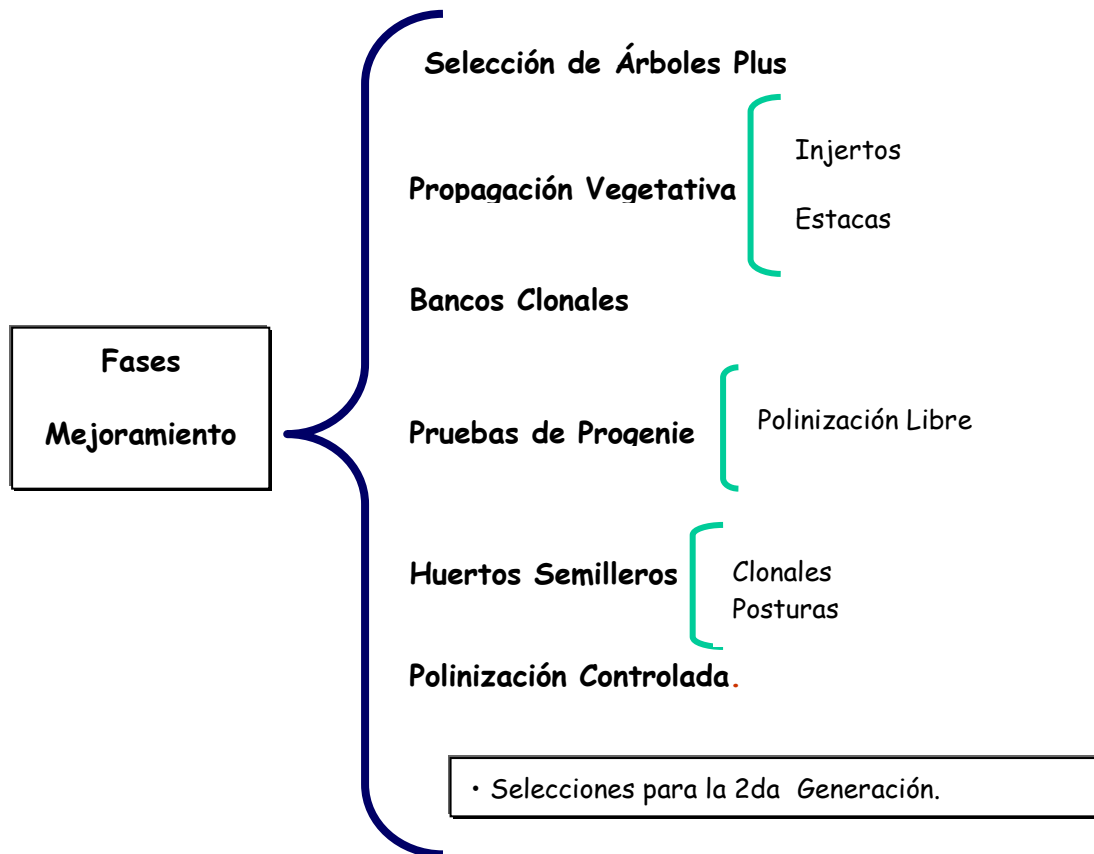 Selección de Árboles Plus
Injertos
Propagación Vegetativa
Estacas
Bancos Clonales
Fases
Mejoramiento
Pruebas de Progenie
Polinización Libre
Huertos Semilleros
Clonales
Posturas
Polinización Controlada.
• Selecciones para la 2da Generación.